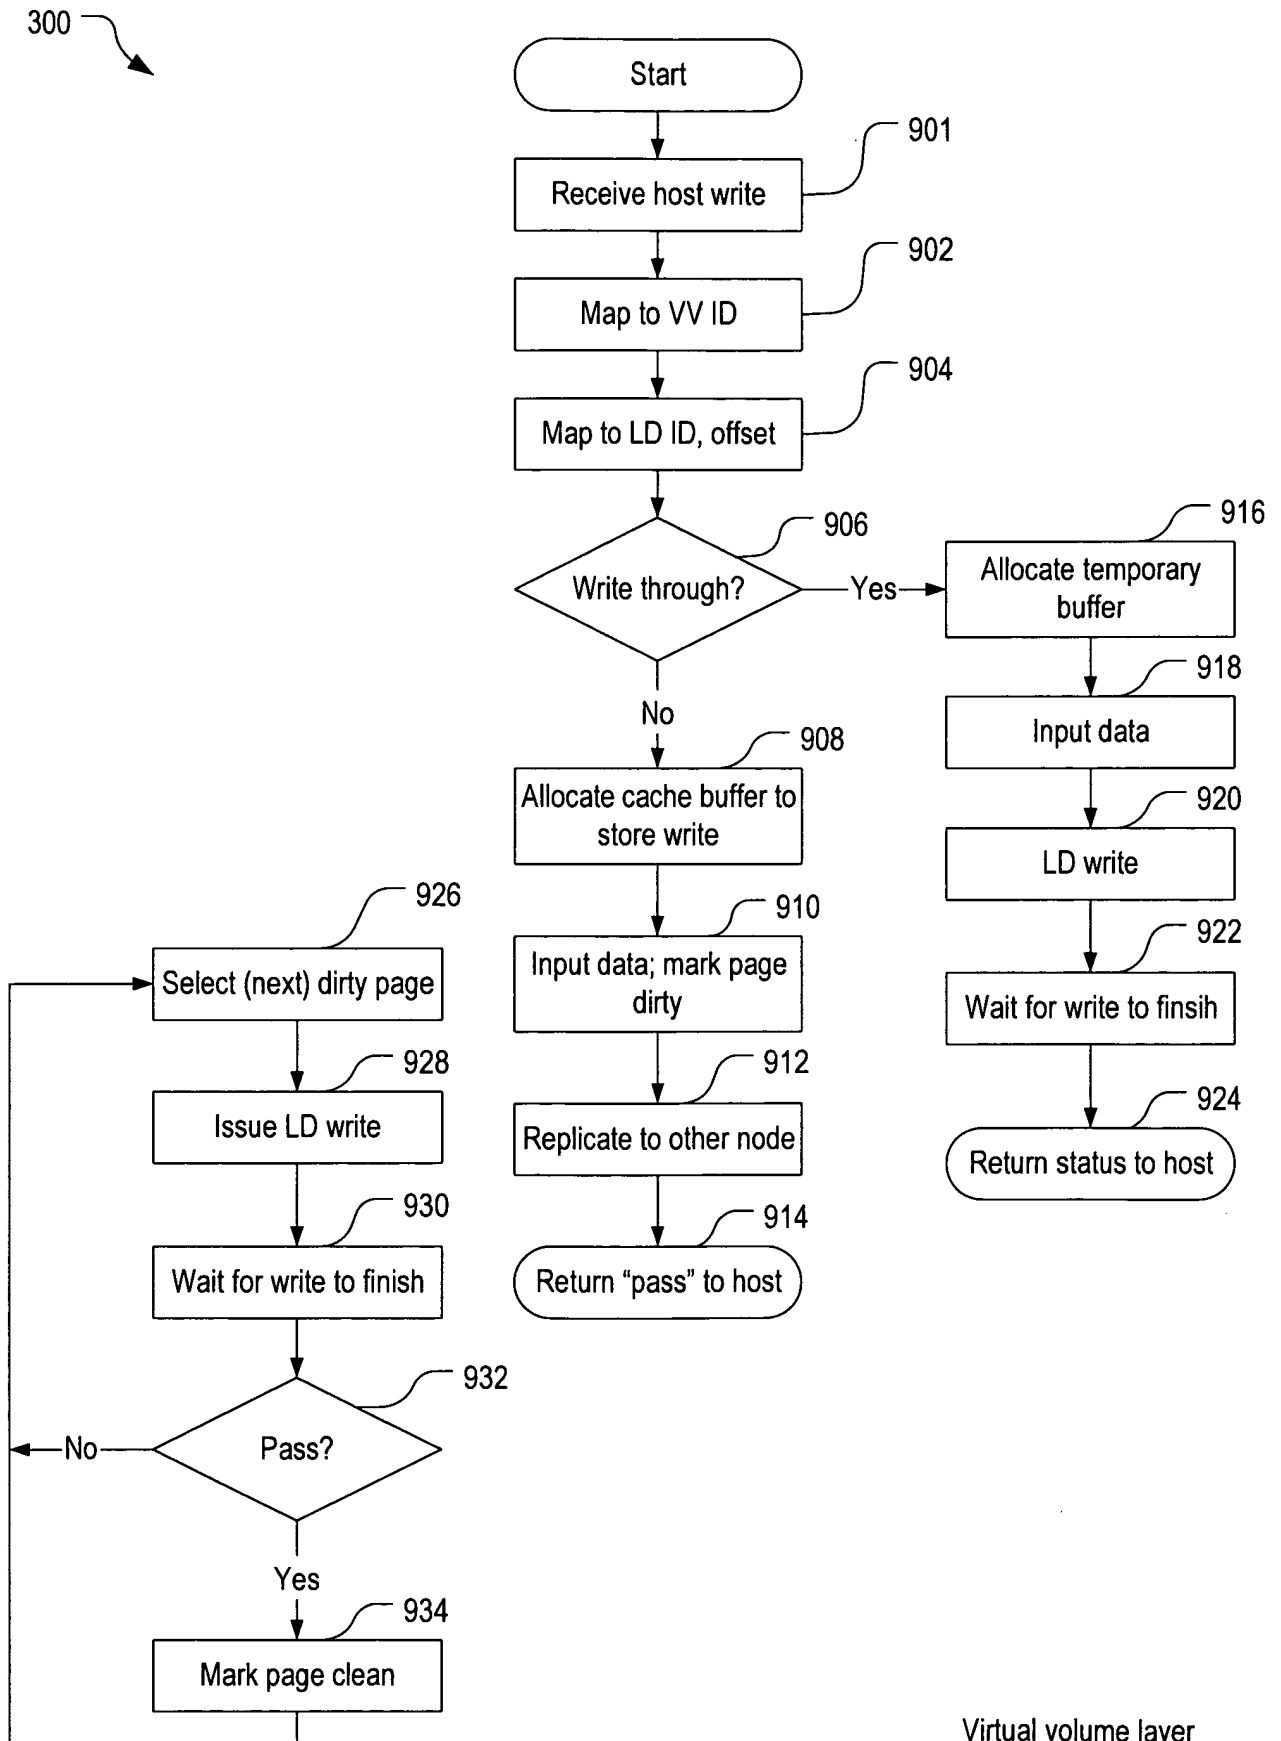 300
Start
901
Receive host write
902
Map to VV ID
904
Map to LD ID, offset
906
Write through?
Yes
No
916
Allocate temporary
buffer
918
Input data
920
LD write
922
Wait for write to finsih
924
Return status to host
908
Allocate cache buffer to
store write
910
Input data; mark page
dirty
912
Replicate to other node
914
Return “pass” to host
926
Select (next) dirty page
928
Issue LD write
930
Wait for write to finish
932
Pass?
No
Yes
934
Mark page clean
Virtual volume layer